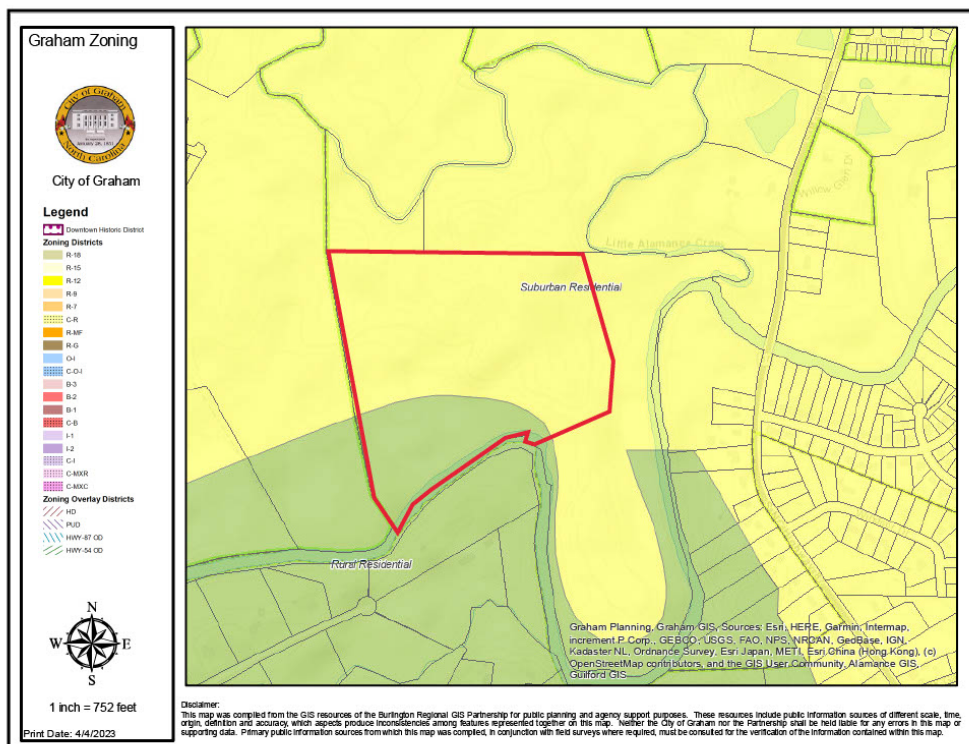 Graham Zoning
City of Graham
North Carolina
City of Graham
Legend
Downtown Historic District
Zoning Districts
R-18
R-15
R-12
R-9
R-7
C-R
R-MF
R-G
O-I
C-O-I
B-3
B-2
B-1
C-B
I-1
I-2
C-I
C-MXR
C-MXC
Zoning Overlay Districts
HD
PUD
HWY-87 OD
HWY-54 OD
N
W E
S
1 inch = 752 feet
Print Date: 4/4/2023
Willow Glen Dr
Little Alamance Creek
Suburban Residential
Rural Residential
Graham Planning, Graham GIS, Sources: Esri, HERE, Garmin, Intermap,
increment P Corp., GEBCO, USGS, FAO, NPS, NRCAN, GeoBase, IGN,
Kadaster NL, Ordnance Survey, Esri Japan, METI, Esri China (Hong Kong), (c)
OpenStreetMap contributors, and the GIS User Community, Alamance GIS,
Guilford GIS
Disclaimer:
This map was compiled from the GIS resources of the Burlington Regional GIS Partnership for public planning and agency support purposes. These resources include public information sources of different scale, time,
origin, definition and accuracy, which aspects produce inconsistencies among features represented together on this map. Neither the City of Graham nor the Partnership shall be held liable for any errors in this map or
supporting data. Primary public information sources from which this map was compiled, in conjunction with field surveys where required, must be consulted for the verification of the information contained within this map.